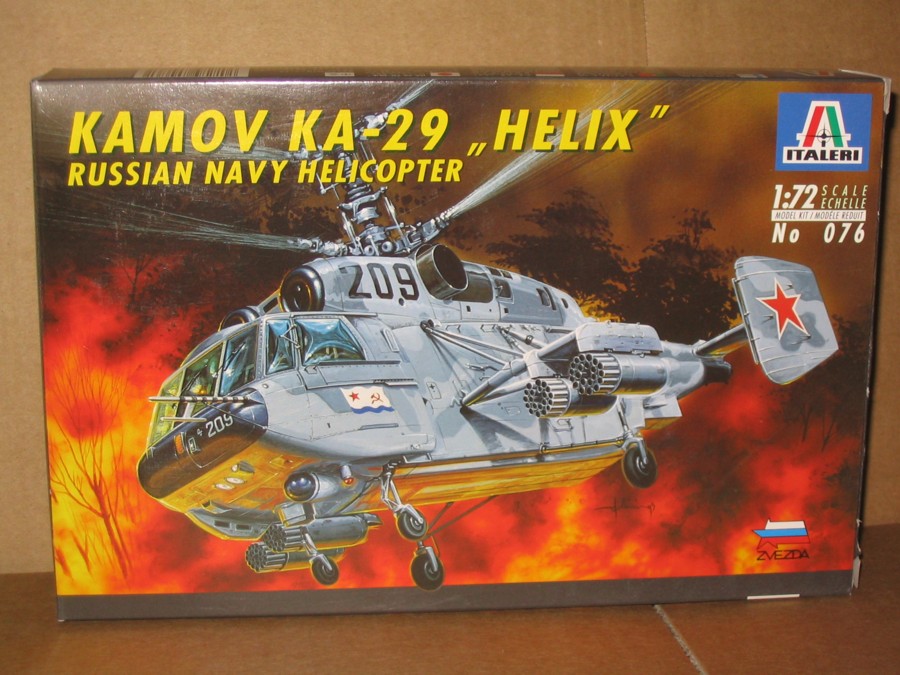 KAMOV KA-29 „HELIX”
RUSSIAN NAVY HELICOPTER
ITALERI
1:72 SCALE
ECHELLE
MODEL KIT / MODÈLE RÉDUIT
No 076
209
209
ZVEZDA